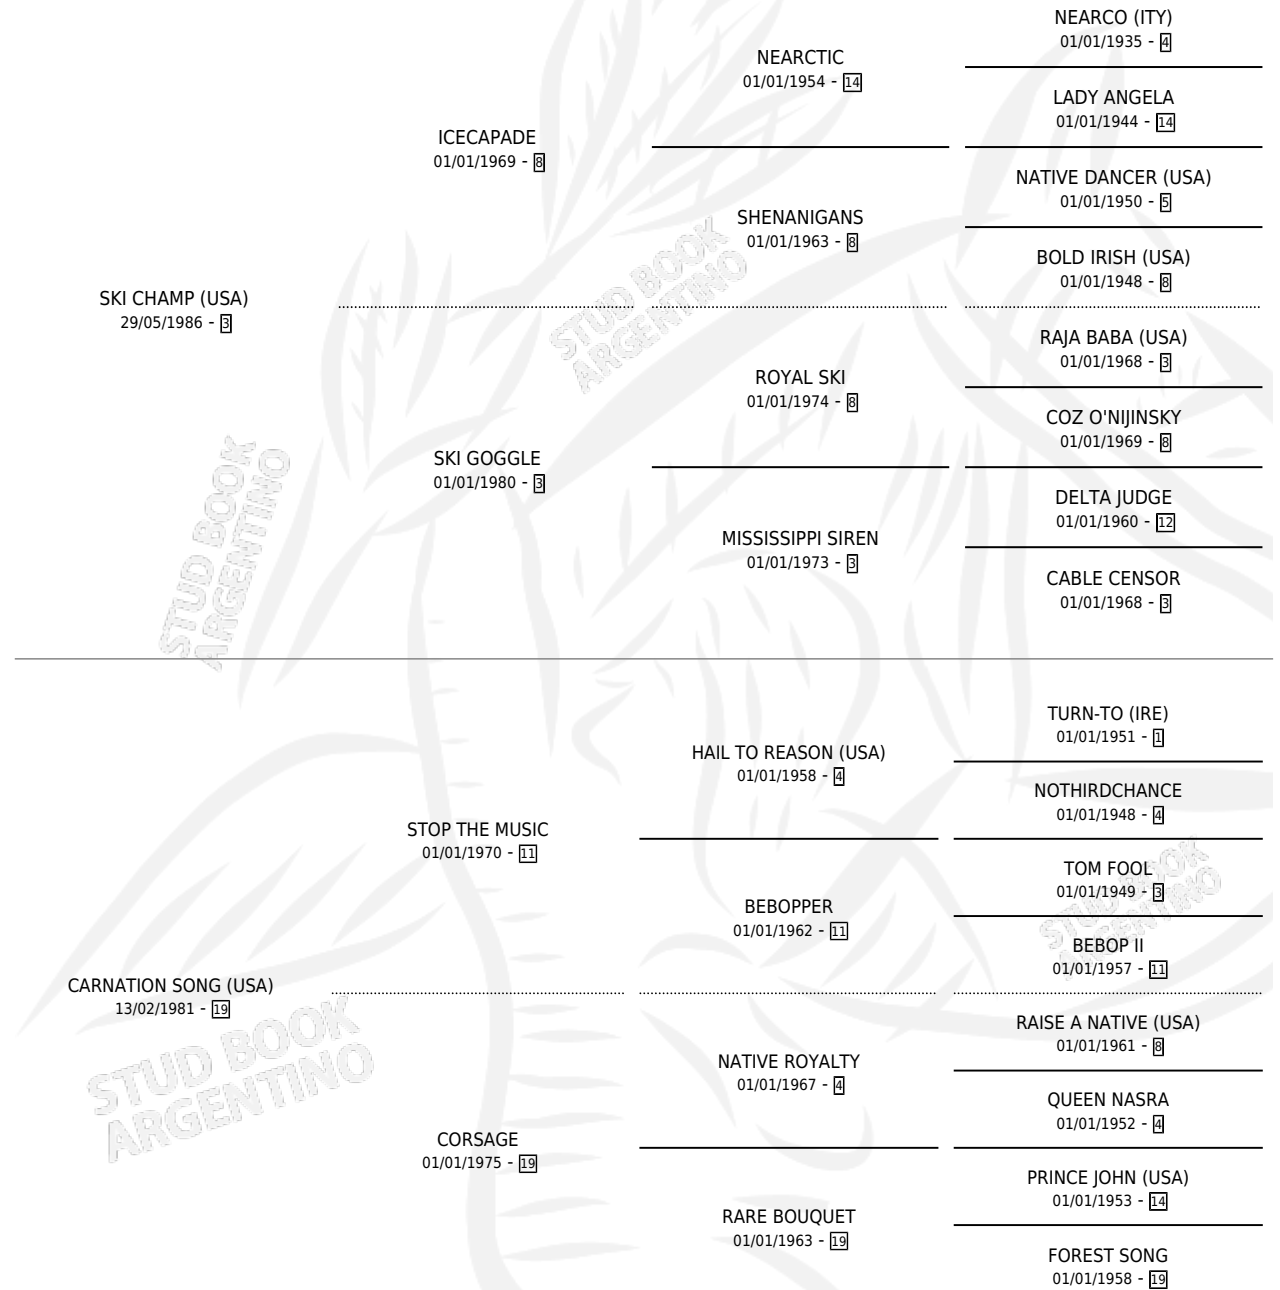 NEARCO (ITY)
01/01/1935 - 4
NEARCTIC
01/01/1954 - 14
LADY ANGELA
01/01/1944 - 14
ICECAPADE
01/01/1969 - 8
NATIVE DANCER (USA)
01/01/1950 - 5
SHENANIGANS
01/01/1963 - 8
BOLD IRISH (USA)
01/01/1948 - 8
SKI CHAMP (USA)
29/05/1986 - 3
RAJA BABA (USA)
01/01/1968 - 3
ROYAL SKI
01/01/1974 - 8
COZ O'NIJINSKY
01/01/1969 - 8
SKI GOGGLE
01/01/1980 - 3
DELTA JUDGE
01/01/1960 - 12
MISSISSIPPI SIREN
01/01/1973 - 3
CABLE CENSOR
01/01/1968 - 3
TURN-TO (IRE)
01/01/1951 - 1
HAIL TO REASON (USA)
01/01/1958 - 4
NOTHIRDCHANCE
01/01/1948 - 4
STOP THE MUSIC
01/01/1970 - 11
TOM FOOL
01/01/1949 - 3
BEBOPPER
01/01/1962 - 11
BEBOP II
01/01/1957 - 11
CARNATION SONG (USA)
13/02/1981 - 19
RAISE A NATIVE (USA)
01/01/1961 - 8
NATIVE ROYALTY
01/01/1967 - 4
QUEEN NASRA
01/01/1952 - 4
CORSAGE
01/01/1975 - 19
PRINCE JOHN (USA)
01/01/1953 - 14
RARE BOUQUET
01/01/1963 - 19
FOREST SONG
01/01/1958 - 19
STUD BOOK
ARGENTINO
STUD BOOK
ARGENTINO
STUD BOOK
ARGENTINO
STUD BOOK
ARGENTINO